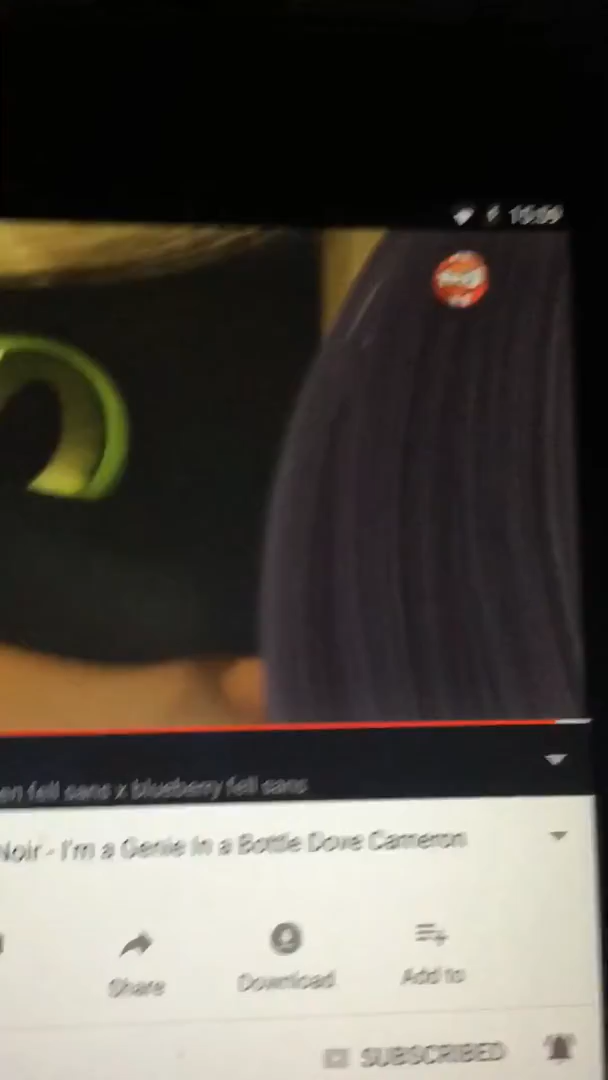 fell sans x blueberry fell sans
Noir - I'm a Genie In a Bottle Dove Cameron
Share
Download
Add to
SUBSCRIBED